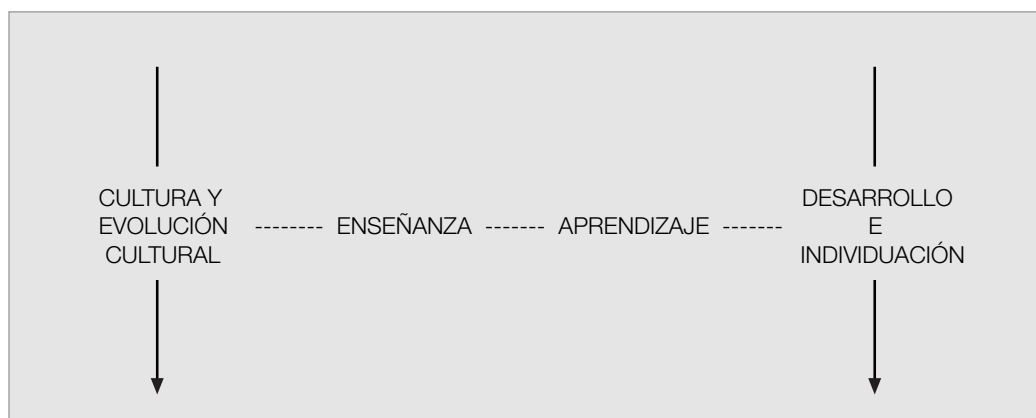 CULTURA Y
EVOLUCIÓN
CULTURAL
-------- ENSEÑANZA ------- APRENDIZAJE -------
DESARROLLO
E
INDIVIDUACIÓN